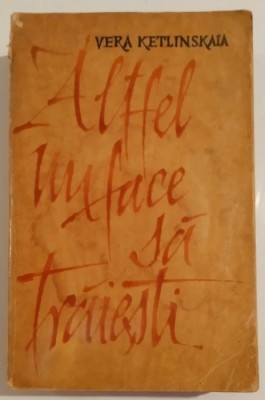 VERA KETLINSKAIA
Altfel
nu face
să
trăiești